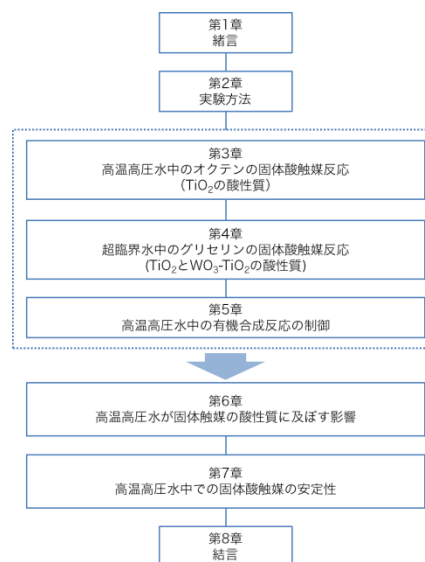 第1章
緒言
第2章
実験方法
第3章
高温高圧水中のオクテンの固体酸触媒反応
（TiO₂の酸性質）
第4章
超臨界水中のグリセリンの固体酸触媒反応
(TiO₂とWO₃-TiO₂の酸性質)
第5章
高温高圧水中の有機合成反応の制御
第6章
高温高圧水が固体触媒の酸性質に及ぼす影響
第7章
高温高圧水中での固体酸触媒の安定性
第8章
結言